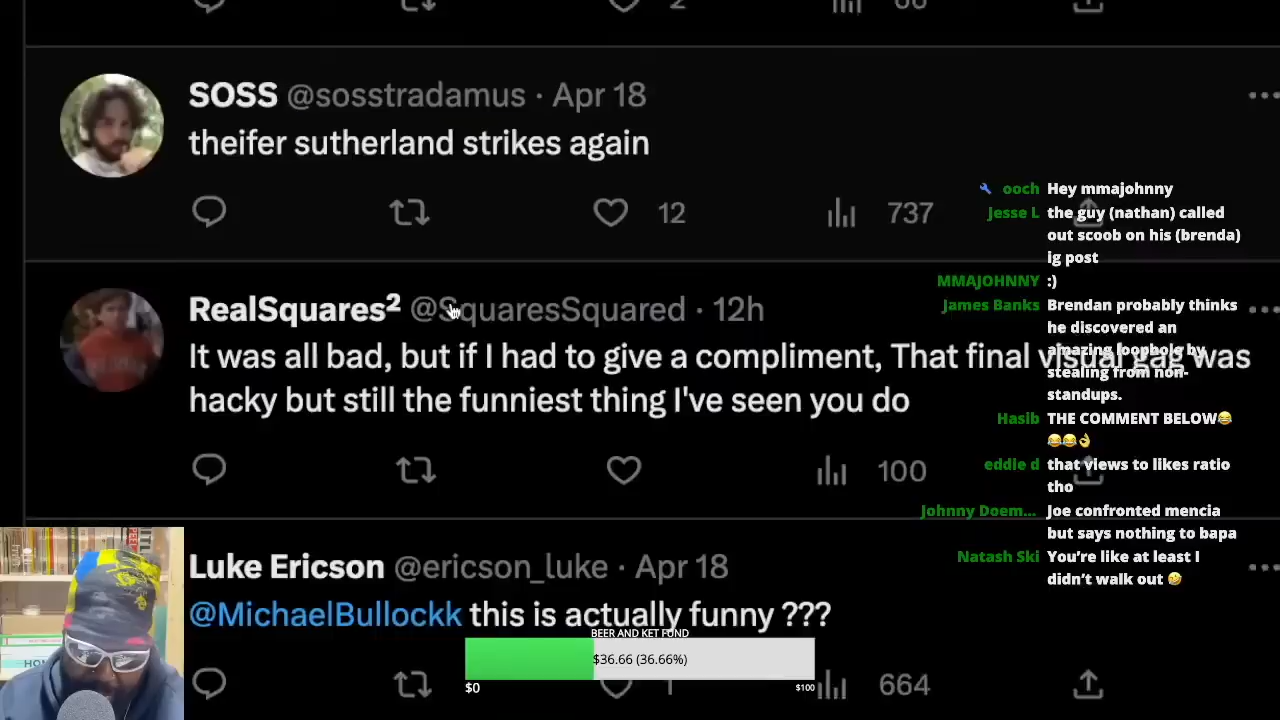 2
66
SOSS @sosstradamus · Apr 18
theifer sutherland strikes again
12
737
RealSquares² @SquaresSquared · 12h
It was all bad, but if I had to give a compliment, That final visual gag was
hacky but still the funniest thing I've seen you do
100
Luke Ericson @ericson_luke · Apr 18
@MichaelBullockk this is actually funny ???
1
664
ooch Hey mmajohnny
Jesse L the guy (nathan) called
out scoob on his (brenda)
ig post
MMAJOHNNY :)
James Banks Brendan probably thinks
he discovered an
amazing loophole by
stealing from non-
standups.
Hasib THE COMMENT BELOW😂
😂😂👌
eddie d that views to likes ratio
tho
Johnny Doem... Joe confronted mencia
but says nothing to bapa
Natash Ski You're like at least I
didn't walk out 🤣
BEER AND KET FUND
$36.66 (36.66%)
$0
$100